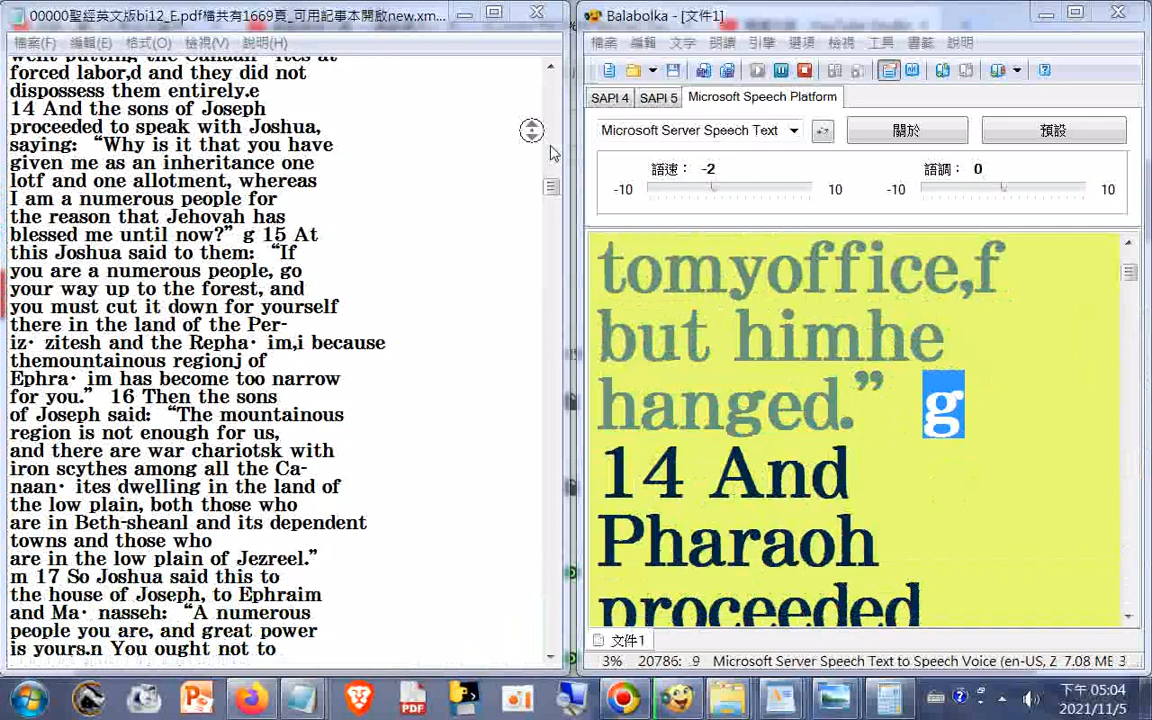 00000聖經英文版bi12_E.pdf檔共有1669頁_可用記事本開啟new.xm...
檔案(F) 編輯(E) 格式(O) 檢視(V) 說明(H)
went putting the Canaan· ites at
forced labor,d and they did not
dispossess them entirely.e
14 And the sons of Joseph
proceeded to speak with Joshua,
saying: “Why is it that you have
given me as an inheritance one
lotf and one allotment, whereas
I am a numerous people for
the reason that Jehovah has
blessed me until now?” g 15 At
this Joshua said to them: “If
you are a numerous people, go
your way up to the forest, and
you must cut it down for yourself
there in the land of the Per-
iz· zitesh and the Repha· im,i because
themountainous regionj of
Ephra· im has become too narrow
for you.” 16 Then the sons
of Joseph said: “The mountainous
region is not enough for us,
and there are war chariotsk with
iron scythes among all the Ca-
naan· ites dwelling in the land of
the low plain, both those who
are in Beth-sheanl and its dependent
towns and those who
are in the low plain of Jezreel.”
m 17 So Joshua said this to
the house of Joseph, to Ephraim
and Ma· nasseh: “A numerous
people you are, and great power
is yours.n You ought not to
Balabolka - [文件1]
檔案 編輯 文字 朗讀 引擎 選項 檢視 工具 書籤 說明
SAPI 4 SAPI 5 Microsoft Speech Platform
Microsoft Server Speech Text 關於 預設
語速： -2 語調： 0
-10 10 -10 10
tomyoffice,f
but himhe
hanged.” g
14 And
Pharaoh
proceeded
文件1
3% 20786: .9 Microsoft Server Speech Text to Speech Voice (en-US, Z 7.08 MB 3
PDF
下午 05:04
2021/11/5